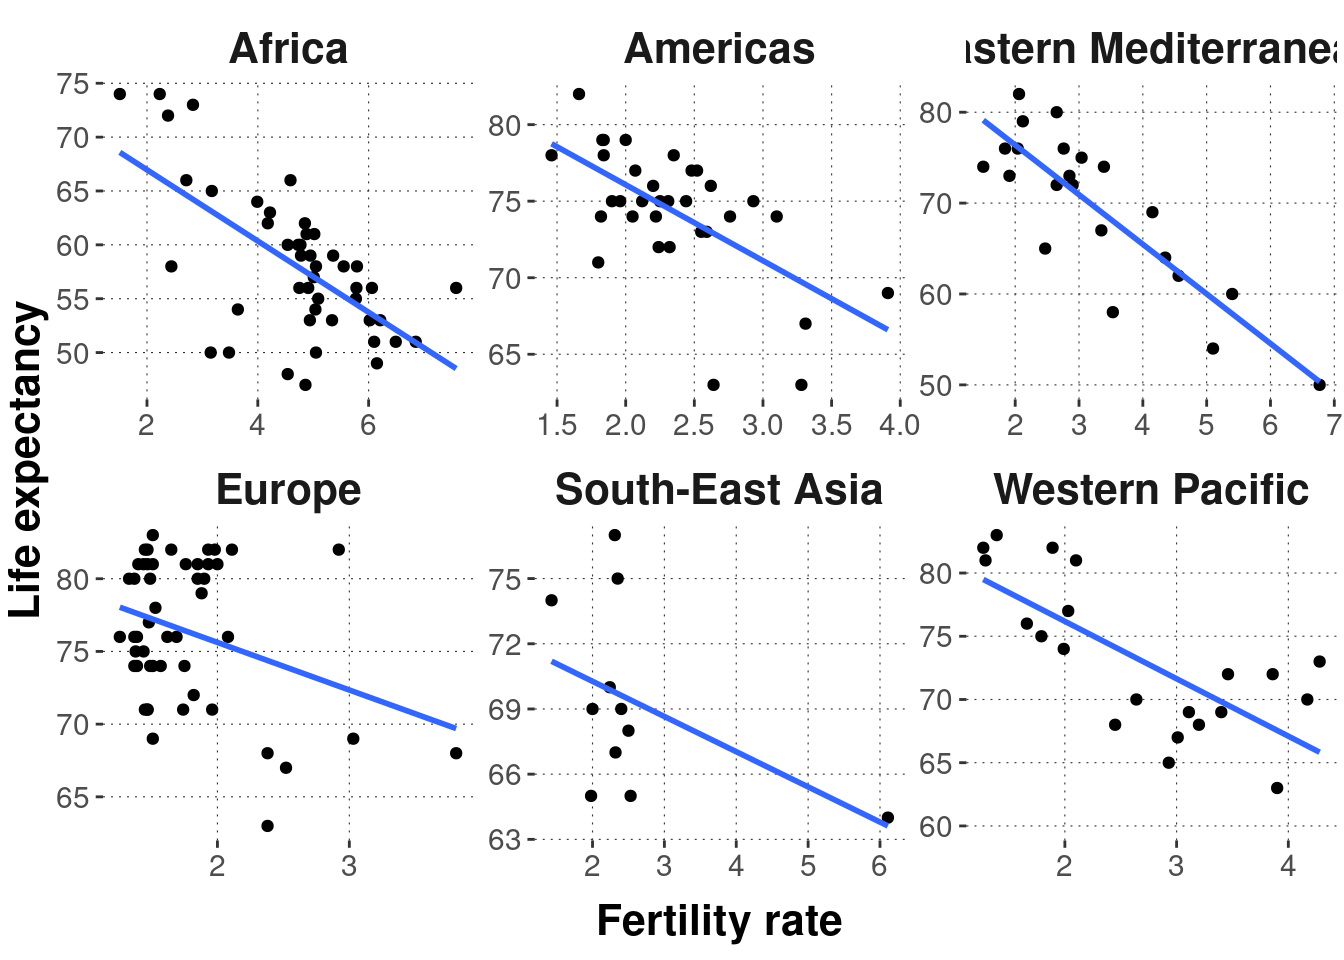 Africa
Americas
stern Mediterranea
75
70
65
60
55
50
80
75
70
65
80
70
60
50
2 4 6
1.5 2.0 2.5 3.0 3.5 4.0
2 3 4 5 6 7
Life expectancy
Europe
South-East Asia
Western Pacific
80
75
70
65
75
72
69
66
63
80
75
70
65
60
2 3
2 3 4 5 6
2 3 4
Fertility rate